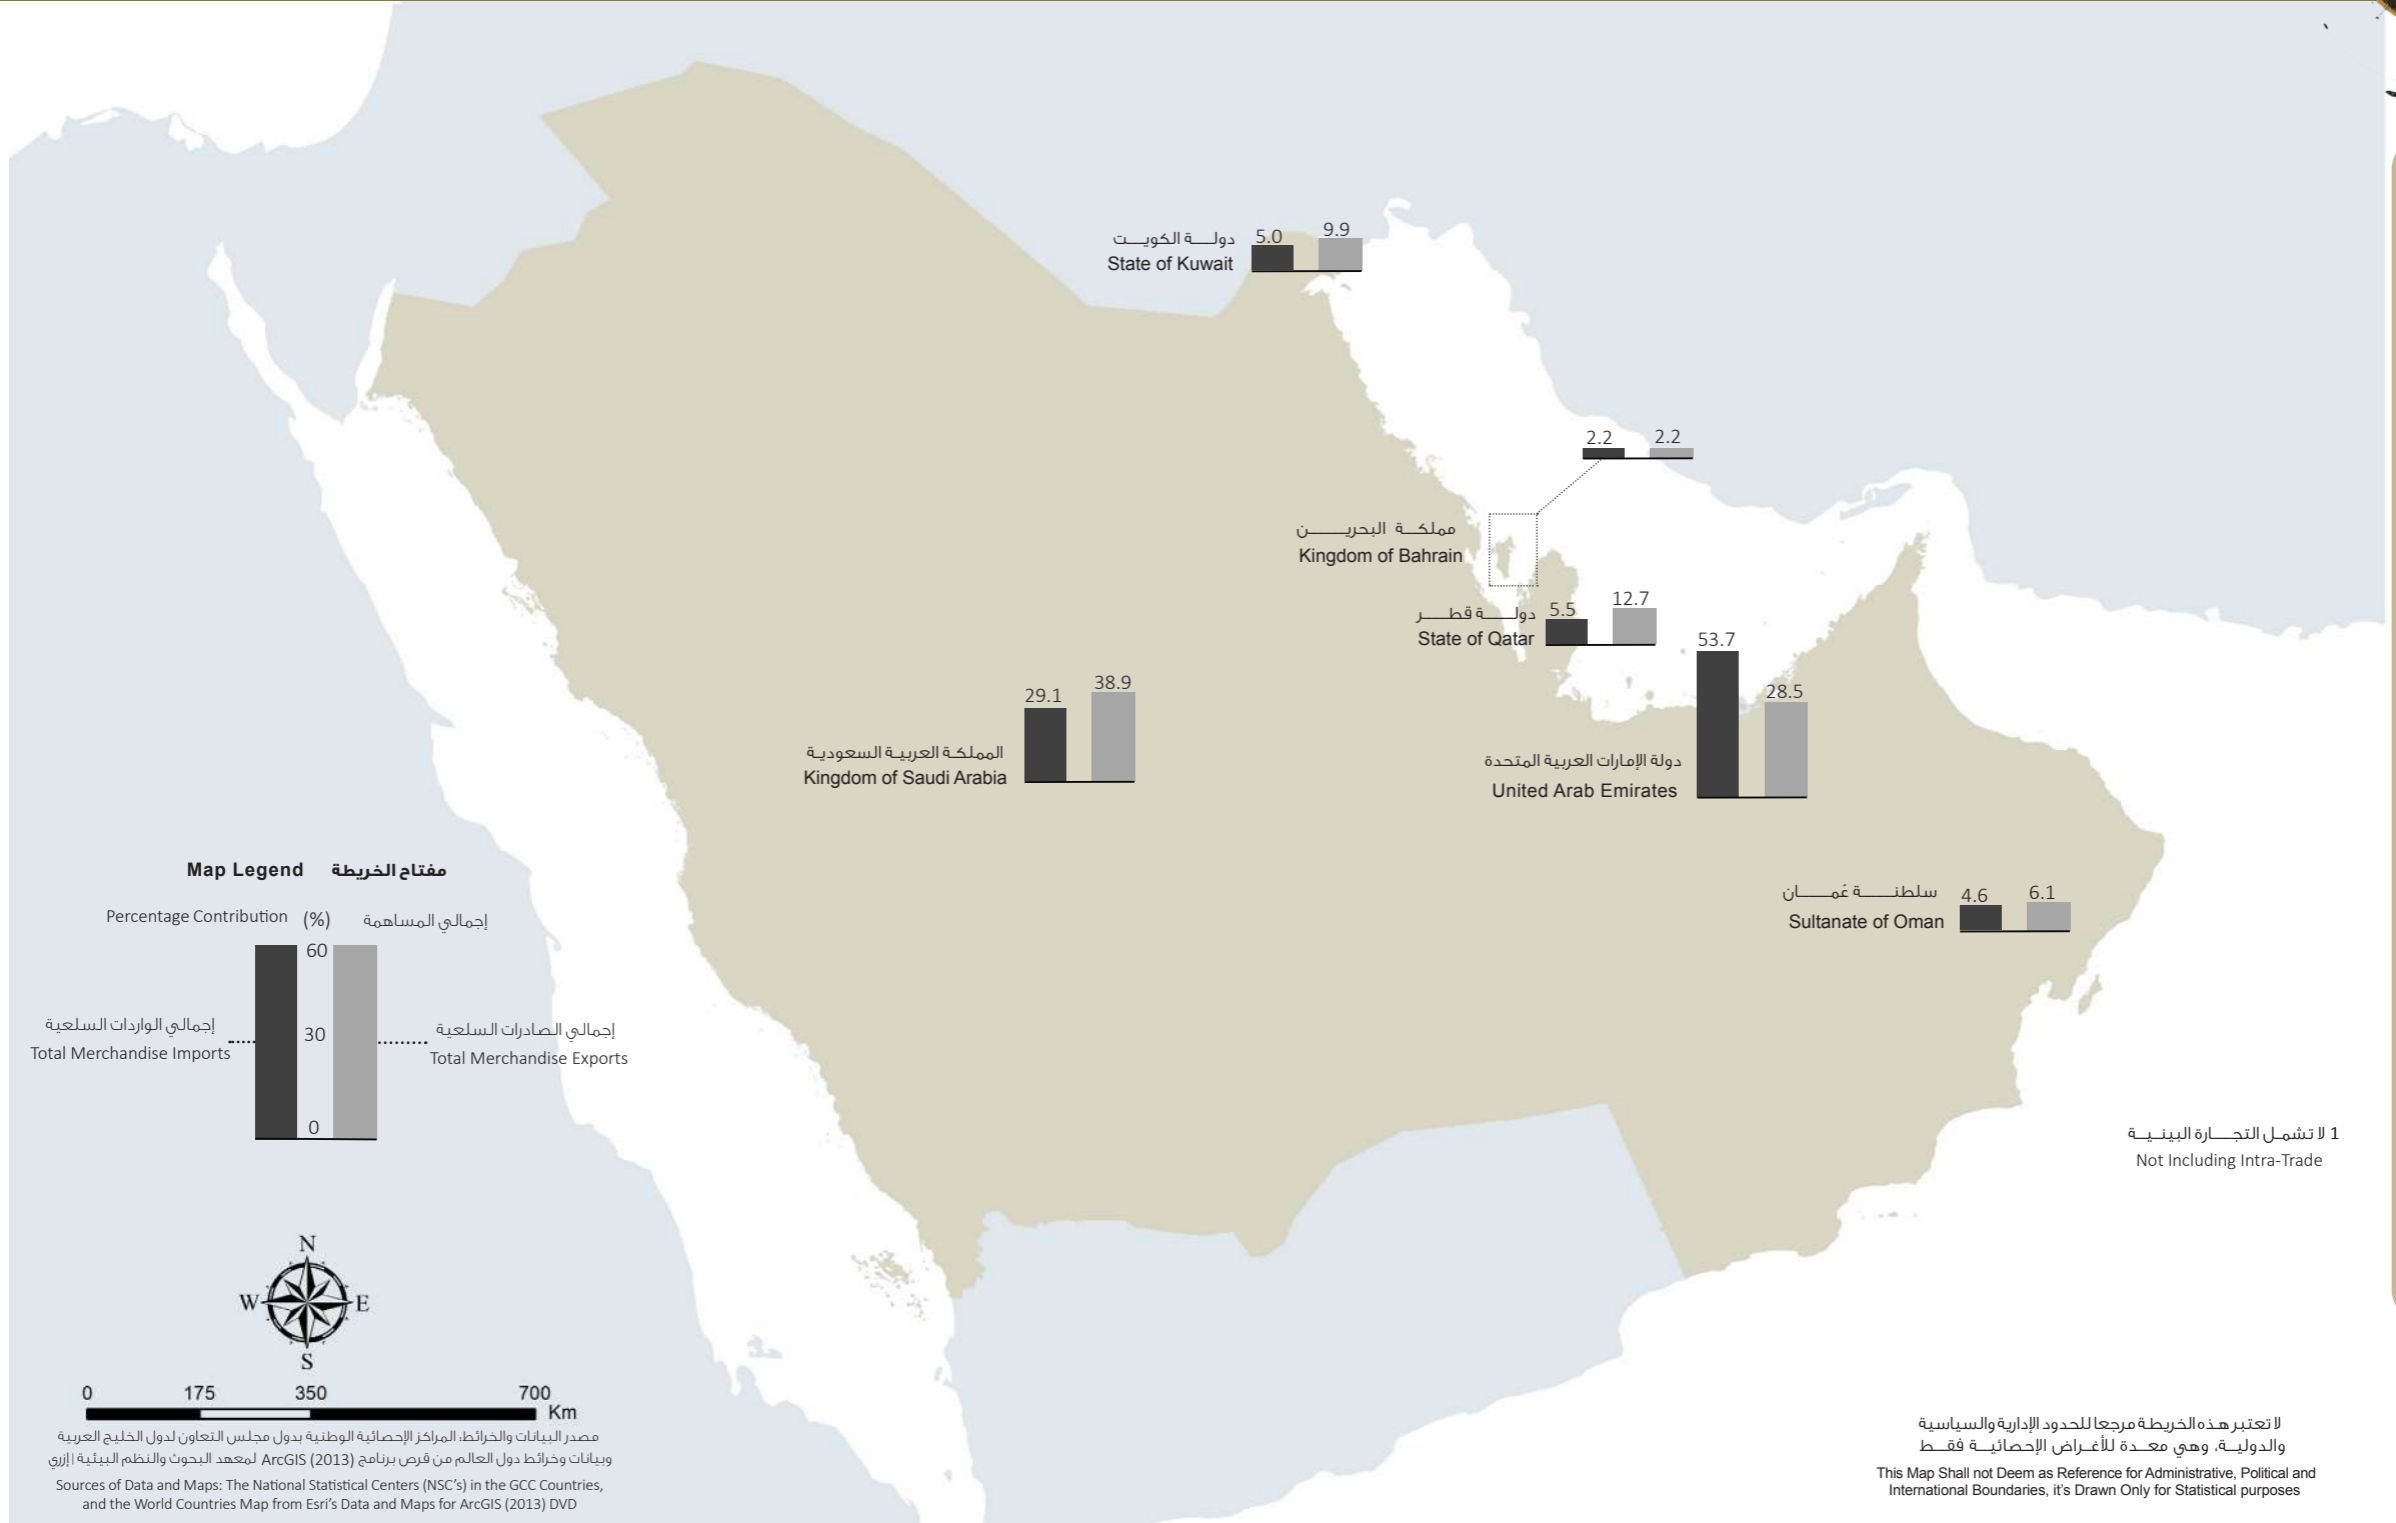 دولـــة الكويـــت
State of Kuwait
5.0
9.9
2.2
2.2
مملكـــة البحريـــــن
Kingdom of Bahrain
دولـــــة قطـــــر
State of Qatar
5.5
12.7
53.7
28.5
دولة الإمارات العربية المتحدة
United Arab Emirates
29.1
38.9
المملكـة العربيـة السعوديـة
Kingdom of Saudi Arabia
سلطنـــــة عُمـــــان
Sultanate of Oman
4.6
6.1
Map Legend مفتاح الخريطة
Percentage Contribution (%) إجمالي المساهمة
60
30
0
إجمالي الواردات السلعية
Total Merchandise Imports
إجمالي الصادرات السلعية
Total Merchandise Exports
1 لا تشمـل التجـــارة البينـيـــة
Not Including Intra-Trade
N
W
E
S
0 175 350 700
Km
مصدر البيانات والخرائط: المراكز الإحصائية الوطنية بدول مجلس التعاون لدول الخليج العربية
وبيانات وخرائط دول العالم من قرص برنامج ArcGIS (2013) لمعهد البحوث والنظم البيئية | إزري
Sources of Data and Maps: The National Statistical Centers (NSC's) in the GCC Countries,
and the World Countries Map from Esri's Data and Maps for ArcGIS (2013) DVD
لا تعتبر هذه الخريطة مرجعا للحدود الإدارية والسياسية
والدوليـــة، وهي معـــدة للأغـــراض الإحصائيـــة فقـــط
This Map Shall not Deem as Reference for Administrative, Political and
International Boundaries, it's Drawn Only for Statistical purposes